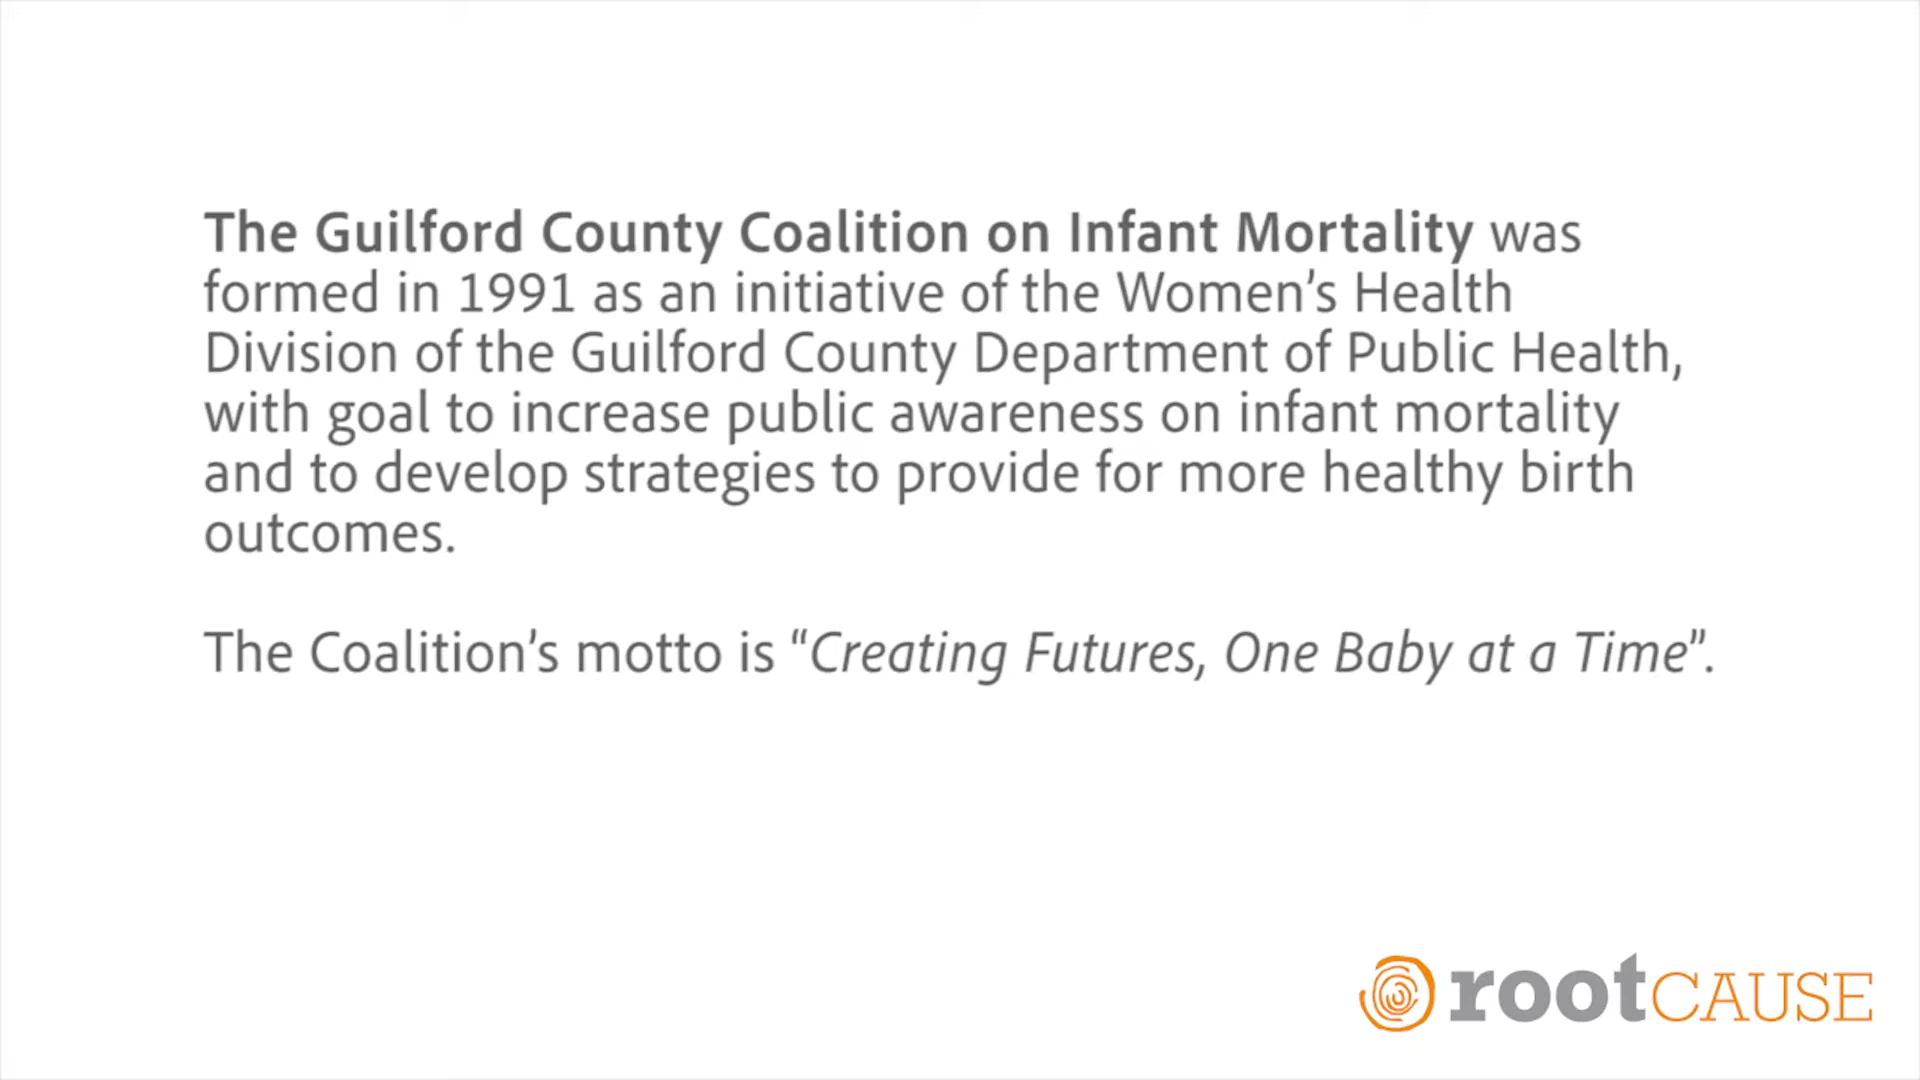 The Guilford County Coalition on Infant Mortality was
formed in 1991 as an initiative of the Women’s Health
Division of the Guilford County Department of Public Health,
with goal to increase public awareness on infant mortality
and to develop strategies to provide for more healthy birth
outcomes.
The Coalition’s motto is “Creating Futures, One Baby at a Time”.
rootCAUSE